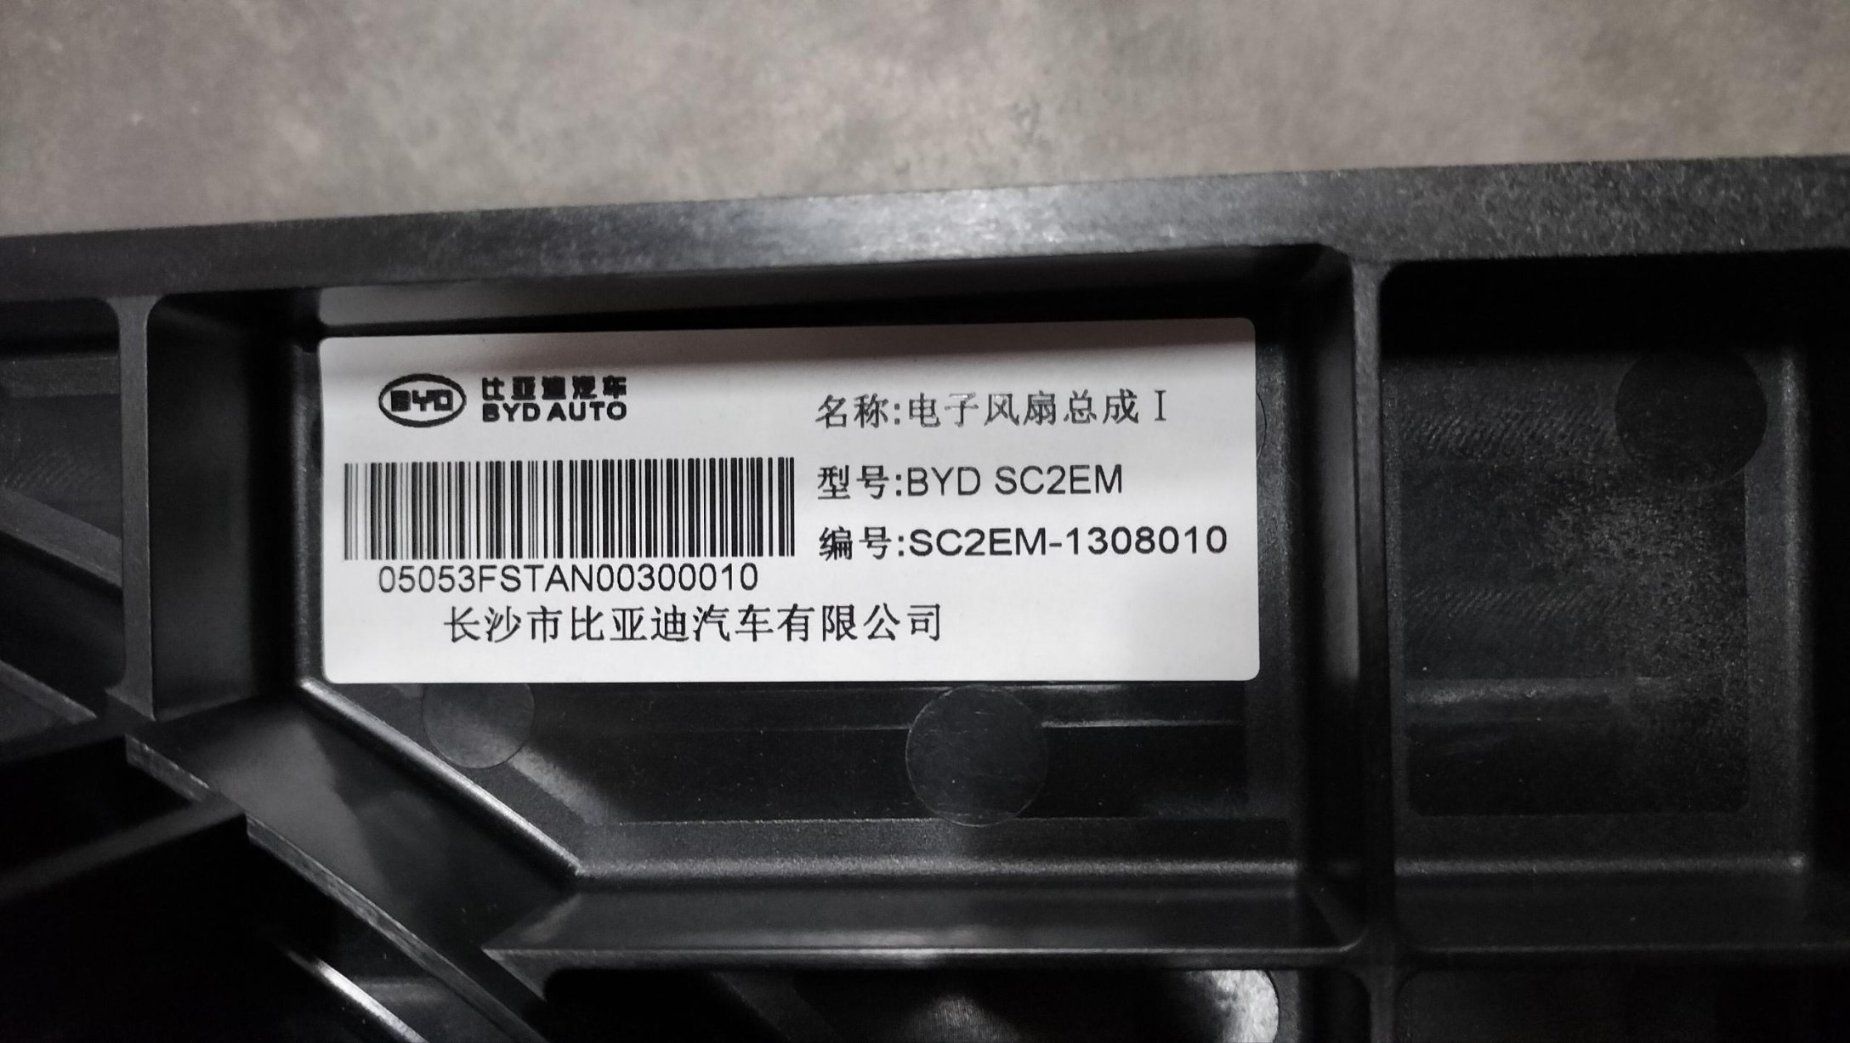 BYD
比亚迪汽车
BYD AUTO
05053FSTAN00300010
长沙市比亚迪汽车有限公司
名称:电子风扇总成 I
型号:BYD SC2EM
编号:SC2EM-1308010